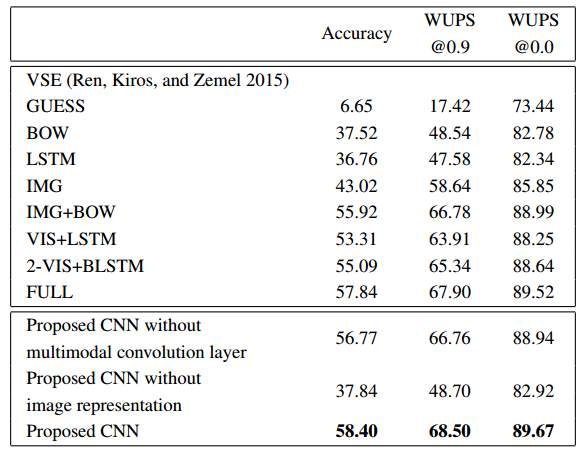 Accuracy WUPS @0.9 WUPS @0.0
VSE (Ren, Kiros, and Zemel 2015)
GUESS 6.65 17.42 73.44
BOW 37.52 48.54 82.78
LSTM 36.76 47.58 82.34
IMG 43.02 58.64 85.85
IMG+BOW 55.92 66.78 88.99
VIS+LSTM 53.31 63.91 88.25
2-VIS+BLSTM 55.09 65.34 88.64
FULL 57.84 67.90 89.52
Proposed CNN without
multimodal convolution layer 56.77 66.76 88.94
Proposed CNN without
image representation 37.84 48.70 82.92
Proposed CNN 58.40 68.50 89.67